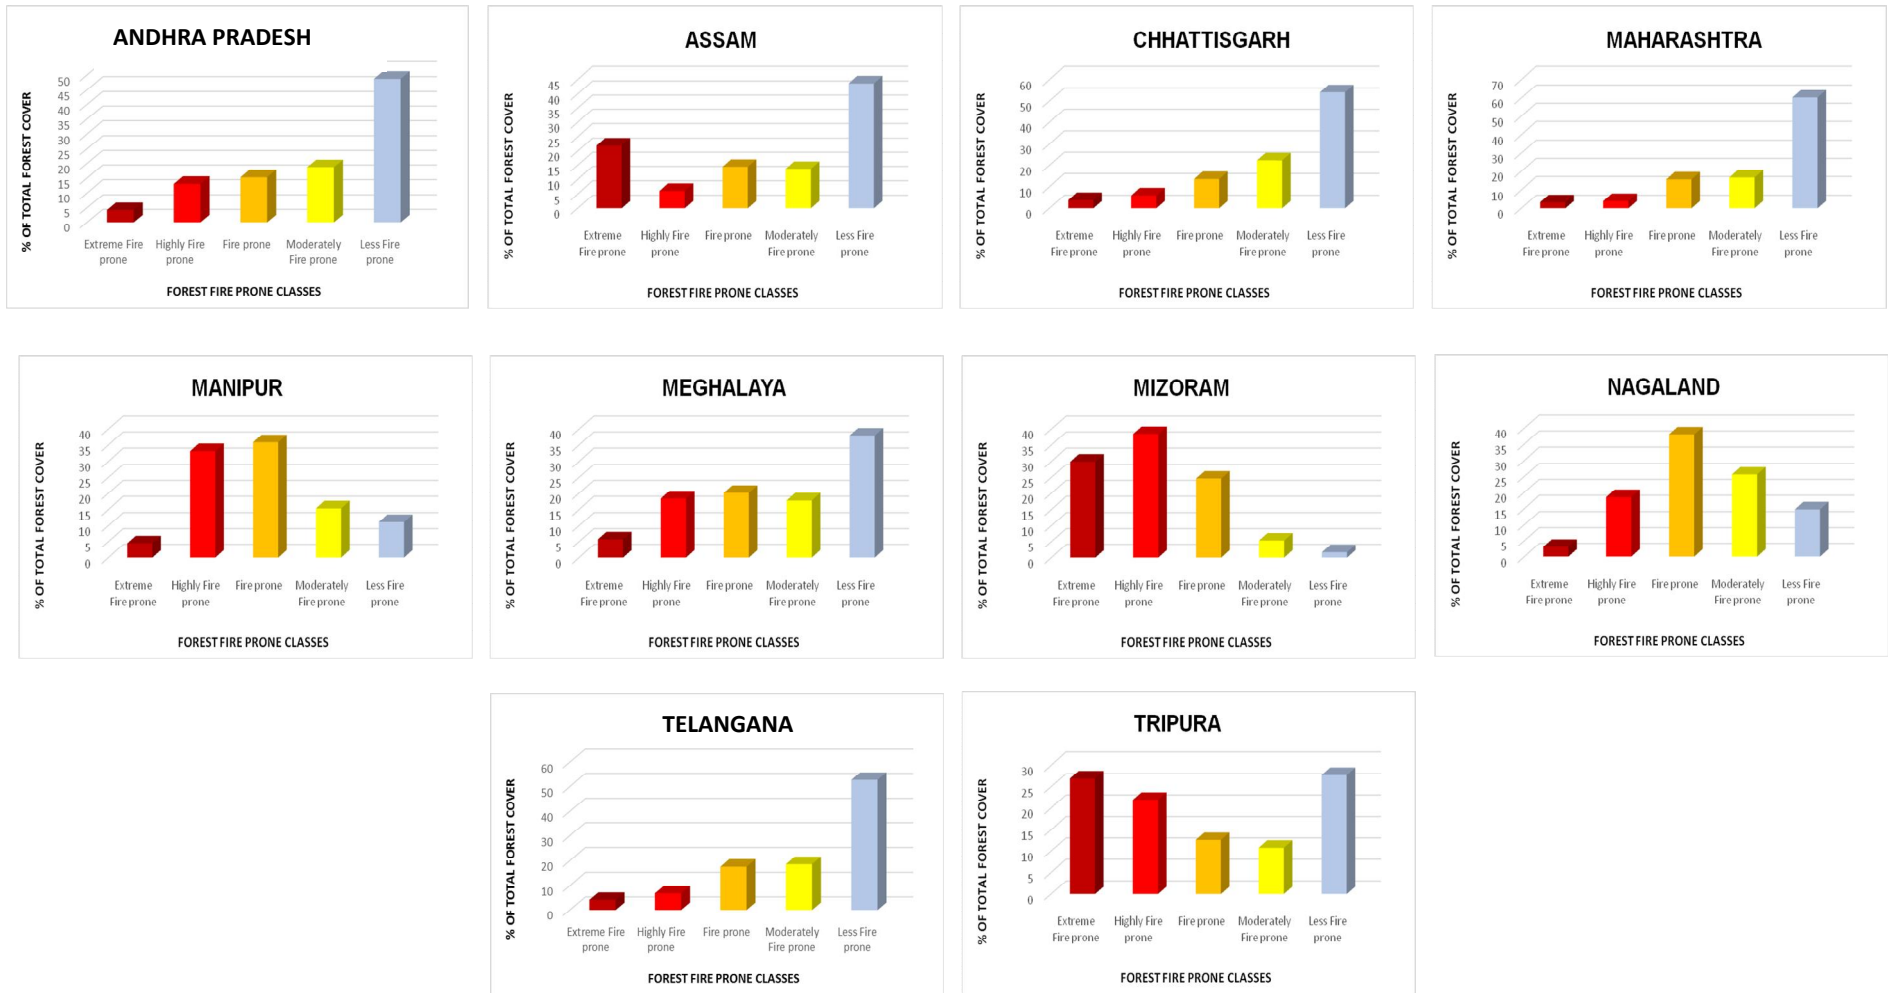 ANDHRA PRADESH
% OF TOTAL FOREST COVER
50
45
40
35
30
25
20
15
10
5
0
Extreme Fire prone
Highly Fire prone
Fire prone
Moderately Fire prone
Less Fire prone
FOREST FIRE PRONE CLASSES
ASSAM
% OF TOTAL FOREST COVER
45
40
35
30
25
20
15
10
5
0
Extreme Fire prone
Highly Fire prone
Fire prone
Moderately Fire prone
Less Fire prone
FOREST FIRE PRONE CLASSES
CHHATTISGARH
% OF TOTAL FOREST COVER
60
50
40
30
20
10
0
Extreme Fire prone
Highly Fire prone
Fire prone
Moderately Fire prone
Less Fire prone
FOREST FIRE PRONE CLASSES
MAHARASHTRA
% OF TOTAL FOREST COVER
70
60
50
40
30
20
10
0
Extreme Fire prone
Highly Fire prone
Fire prone
Moderately Fire prone
Less Fire prone
FOREST FIRE PRONE CLASSES
MANIPUR
% OF TOTAL FOREST COVER
40
35
30
25
20
15
10
5
0
Extreme Fire prone
Highly Fire prone
Fire prone
Moderately Fire prone
Less Fire prone
FOREST FIRE PRONE CLASSES
MEGHALAYA
% OF TOTAL FOREST COVER
40
35
30
25
20
15
10
5
0
Extreme Fire prone
Highly Fire prone
Fire prone
Moderately Fire prone
Less Fire prone
FOREST FIRE PRONE CLASSES
MIZORAM
% OF TOTAL FOREST COVER
40
35
30
25
20
15
10
5
0
Extreme Fire prone
Highly Fire prone
Fire prone
Moderately Fire prone
Less Fire prone
FOREST FIRE PRONE CLASSES
NAGALAND
% OF TOTAL FOREST COVER
40
35
30
25
20
15
10
5
0
Extreme Fire prone
Highly Fire prone
Fire prone
Moderately Fire prone
Less Fire prone
FOREST FIRE PRONE CLASSES
TELANGANA
% OF TOTAL FOREST COVER
60
50
40
30
20
10
0
Extreme Fire prone
Highly Fire prone
Fire prone
Moderately Fire prone
Less Fire prone
FOREST FIRE PRONE CLASSES
TRIPURA
% OF TOTAL FOREST COVER
30
25
20
15
10
5
0
Extreme Fire prone
Highly Fire prone
Fire prone
Moderately Fire prone
Less Fire prone
FOREST FIRE PRONE CLASSES